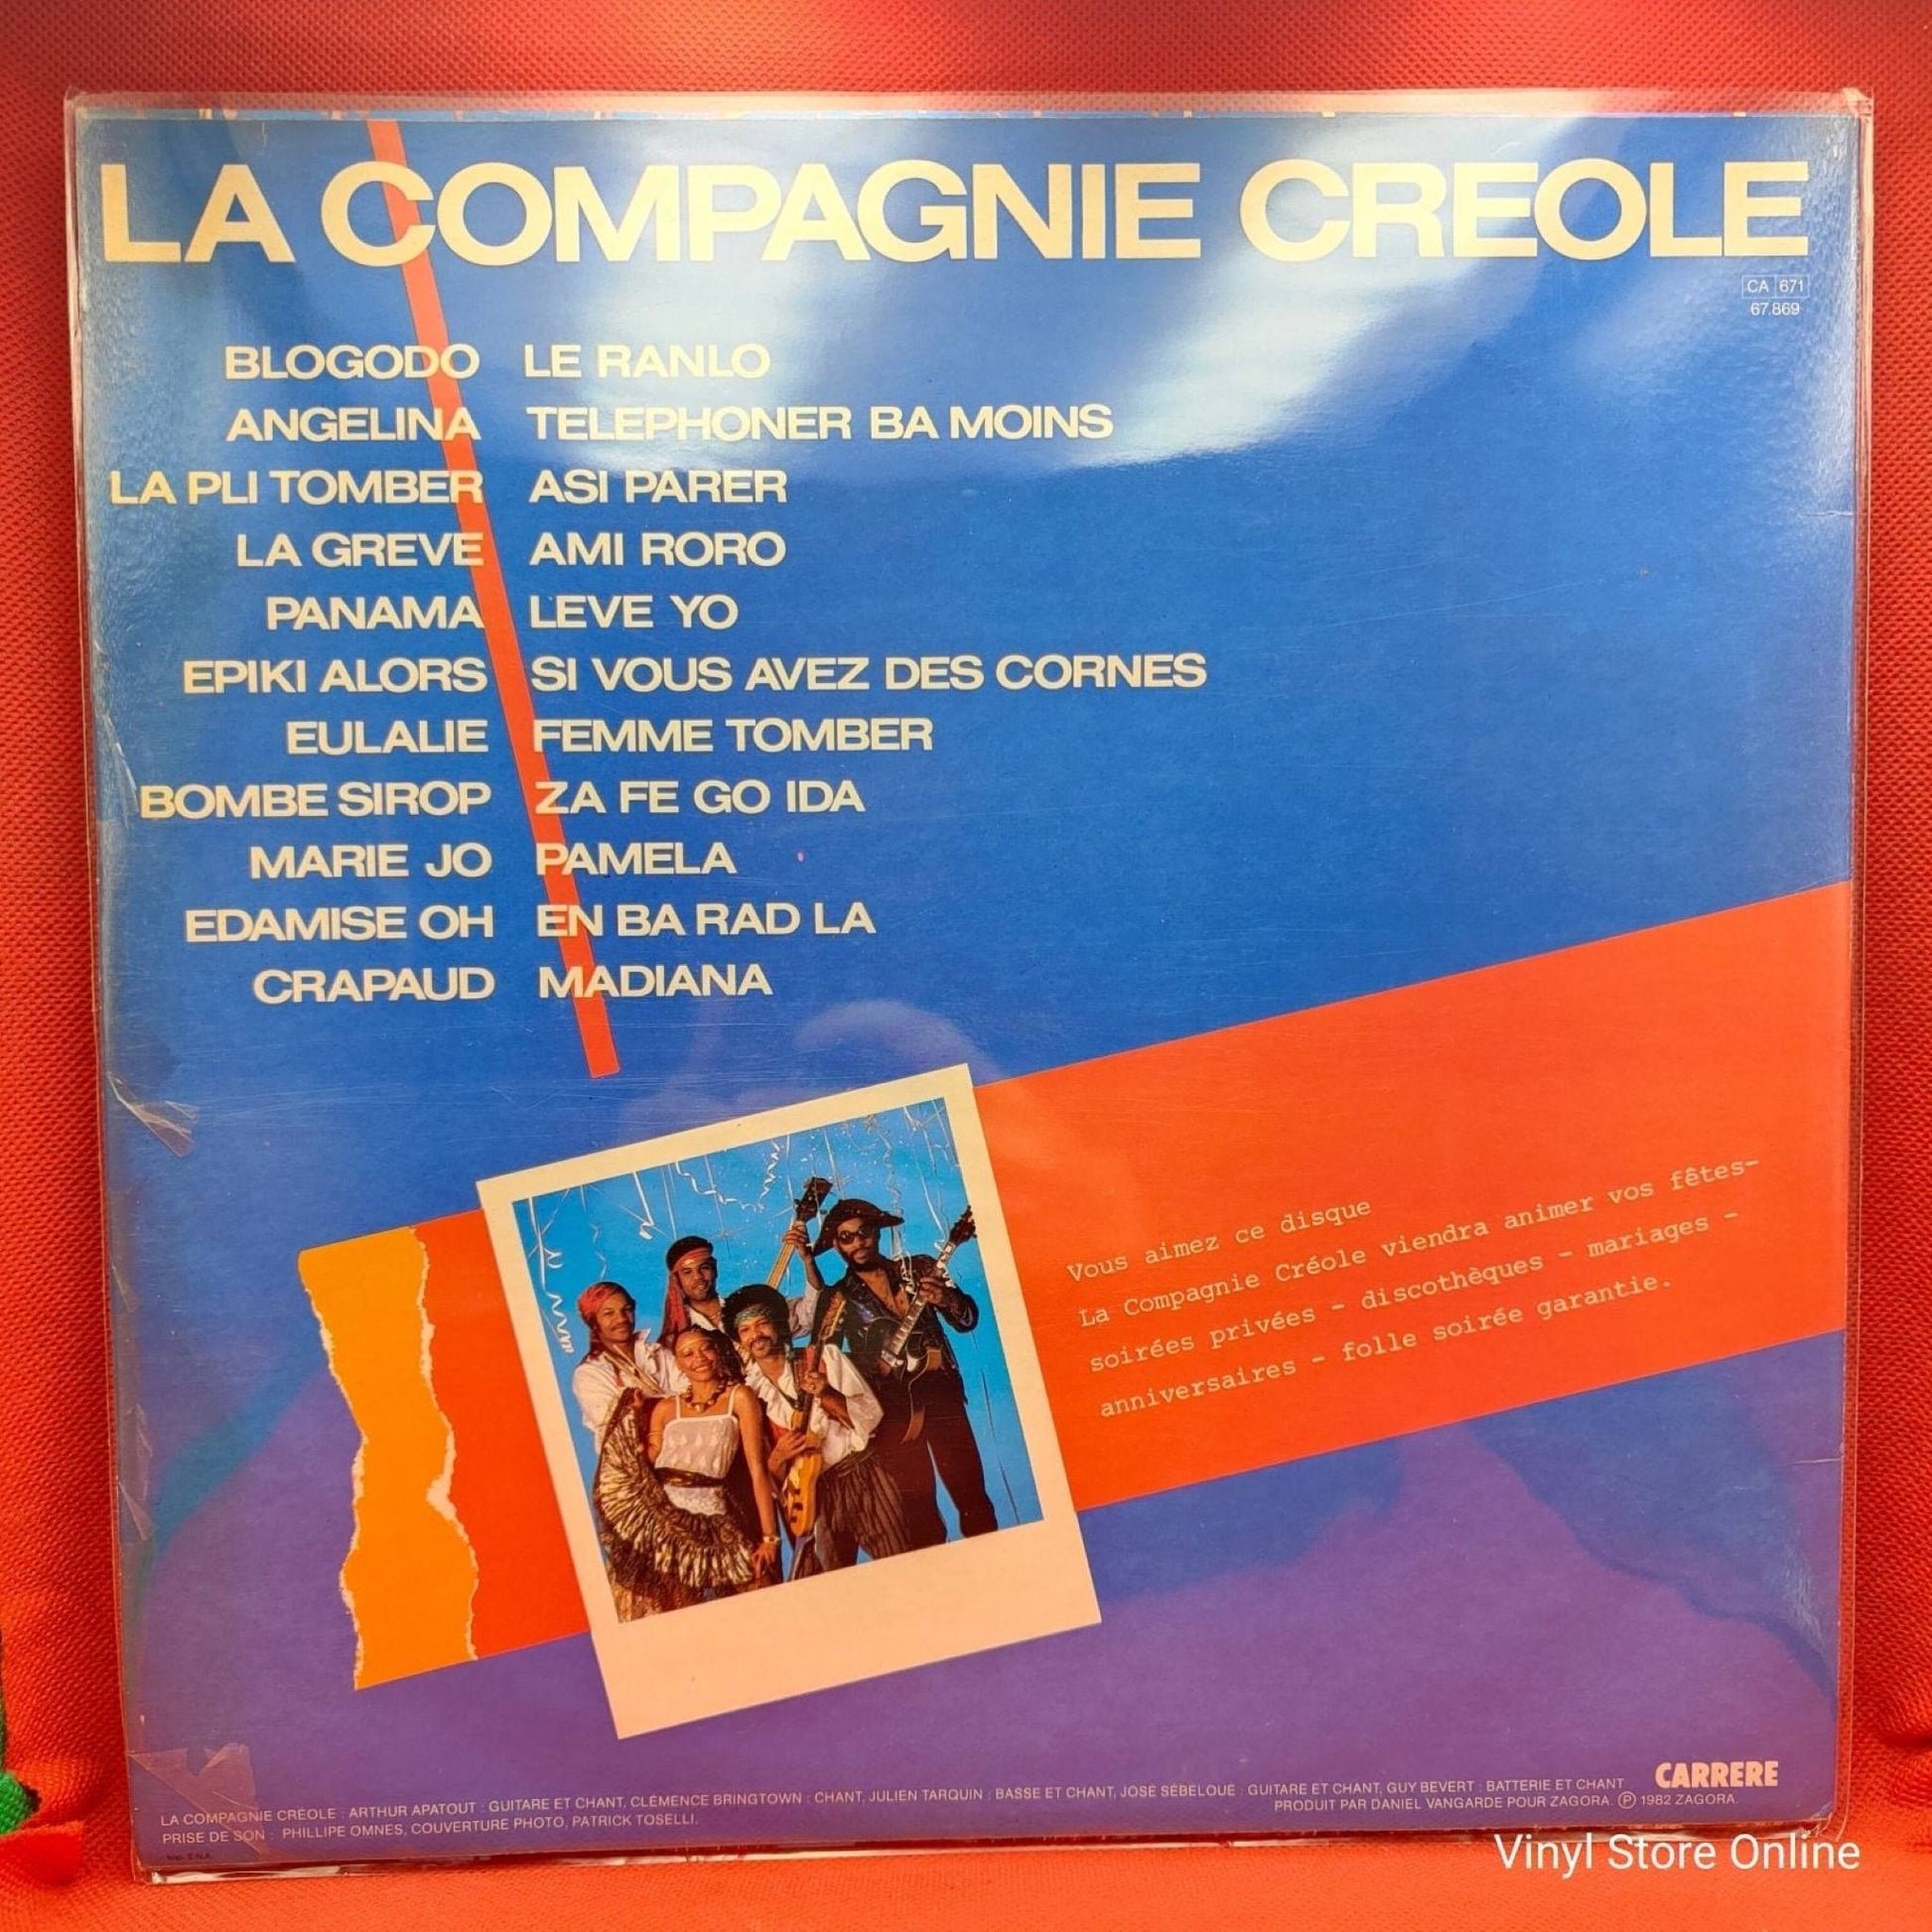 LA COMPAGNIE CREOLE
CA 671
67.869
BLOGODO LE RANLO
ANGELINA TELEPHONER BA MOINS
LA PLI TOMBER ASI PARER
LA GREVE AMI RORO
PANAMA LEVE YO
EPIKI ALORS SI VOUS AVEZ DES CORNES
EULALIE FEMME TOMBER
BOMBE SIROP ZA FE GO IDA
MARIE JO PAMELA
EDAMISE OH EN BA RAD LA
CRAPAUD MADIANA
Vous aimez ce disque
La Compagnie Créole viendra animer vos fêtes-
soirées privées - discothèques - mariages -
anniversaires - folle soirée garantie.
CARRERE
LA COMPAGNIE CRÉOLE : ARTHUR APATOUT : GUITARE ET CHANT, CLÉMENCE BRINGTOWN : CHANT, JULIEN TARQUIN : BASSE ET CHANT, JOSÉ SÉBÉLOUÉ : GUITARE ET CHANT, GUY BEVERT : BATTERIE ET CHANT
PRISE DE SON : PHILLIPE OMNES, COUVERTURE PHOTO, PATRICK TOSELLI. PRODUIT PAR DANIEL VANGARDE POUR ZAGORA. Ⓟ 1982 ZAGORA.
Vinyl Store Online